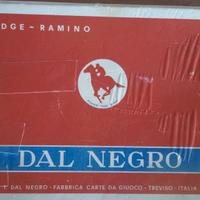 DGE - RAMINO
DAL NEGRO
T. DAL NEGRO - FABBRICA CARTE DA GIUOCO - TREVISO - ITALIA